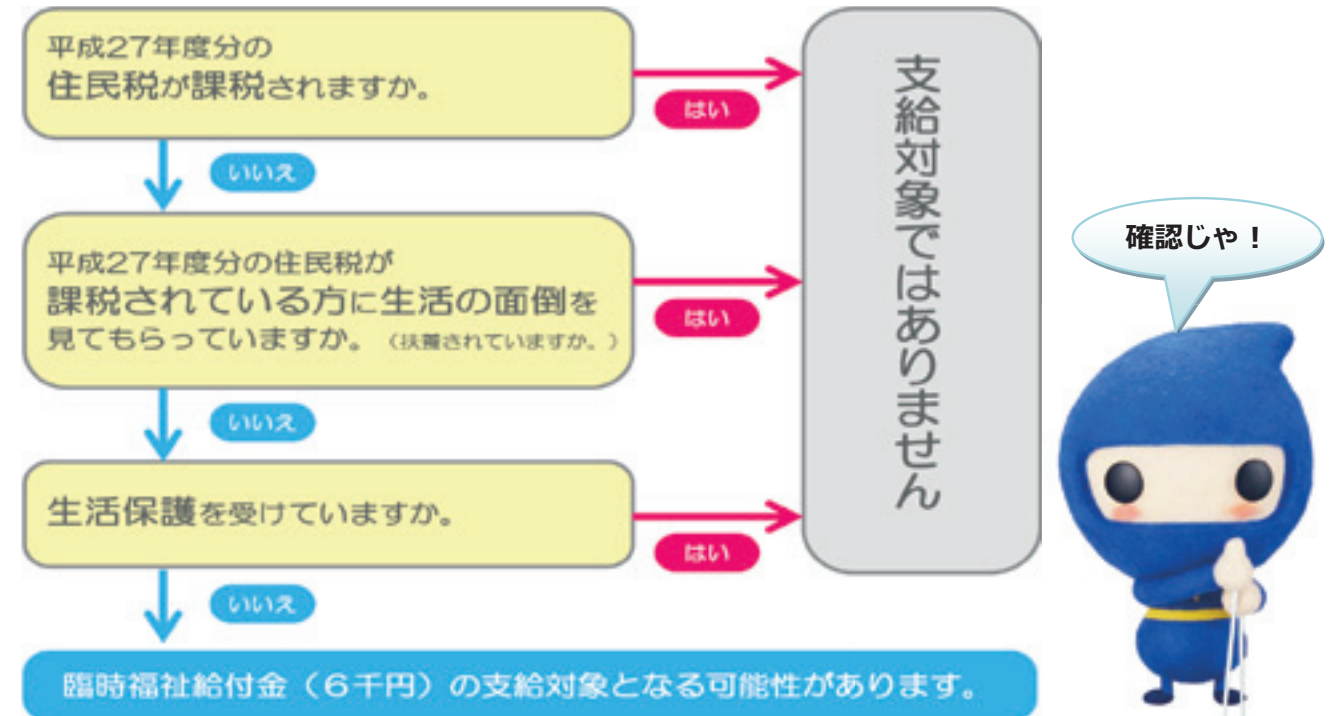 平成27年度分の
住民税が課税されますか。
はい
いいえ
平成27年度分の住民税が
課税されている方に生活の面倒を
見てもらっていますか。（扶養されていますか。）
はい
いいえ
生活保護を受けていますか。
はい
いいえ
支給対象ではありません
臨時福祉給付金（6千円）の支給対象となる可能性があります。
確認じゃ！